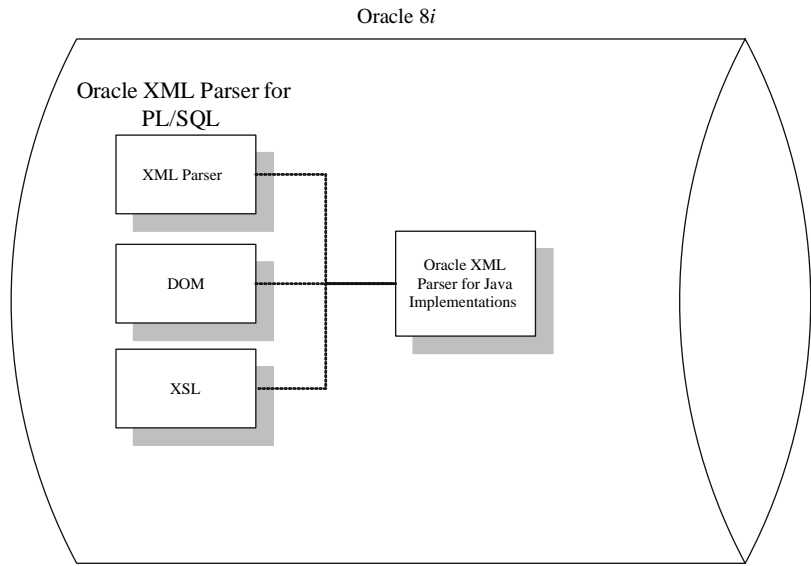 Oracle 8i
Oracle XML Parser for
PL/SQL
XML Parser
DOM
XSL
Oracle XML
Parser for Java
Implementations